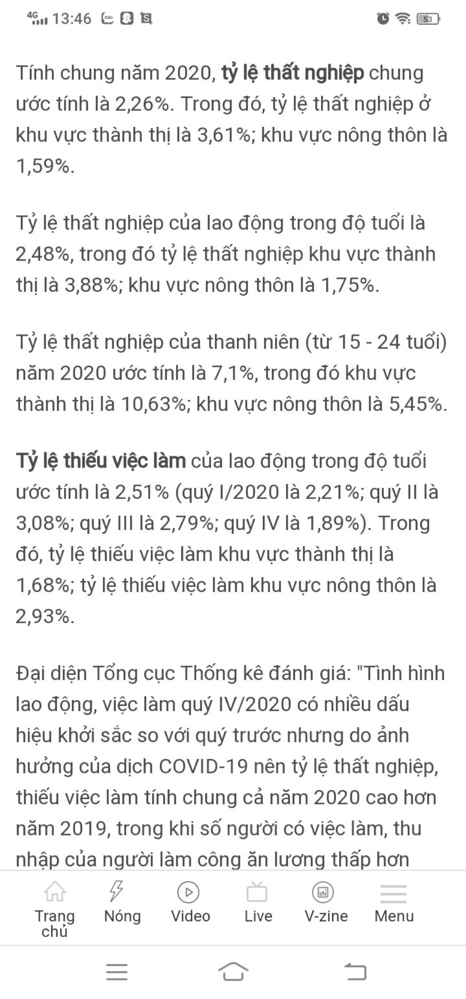 4G 13:46 Zalo S 53
Tính chung năm 2020, tỷ lệ thất nghiệp chung
ước tính là 2,26%. Trong đó, tỷ lệ thất nghiệp ở
khu vực thành thị là 3,61%; khu vực nông thôn là
1,59%.
Tỷ lệ thất nghiệp của lao động trong độ tuổi là
2,48%, trong đó tỷ lệ thất nghiệp khu vực thành
thị là 3,88%; khu vực nông thôn là 1,75%.
Tỷ lệ thất nghiệp của thanh niên (từ 15 - 24 tuổi)
năm 2020 ước tính là 7,1%, trong đó khu vực
thành thị là 10,63%; khu vực nông thôn là 5,45%.
Tỷ lệ thiếu việc làm của lao động trong độ tuổi
ước tính là 2,51% (quý I/2020 là 2,21%; quý II là
3,08%; quý III là 2,79%; quý IV là 1,89%). Trong
đó, tỷ lệ thiếu việc làm khu vực thành thị là
1,68%; tỷ lệ thiếu việc làm khu vực nông thôn là
2,93%.
Đại diện Tổng cục Thống kê đánh giá: "Tình hình
lao động, việc làm quý IV/2020 có nhiều dấu
hiệu khởi sắc so với quý trước nhưng do ảnh
hưởng của dịch COVID-19 nên tỷ lệ thất nghiệp,
thiếu việc làm tính chung cả năm 2020 cao hơn
năm 2019, trong khi số người có việc làm, thu
nhập của người làm công ăn lương thấp hơn
Trang chủ Nóng Video Live V-zine Menu